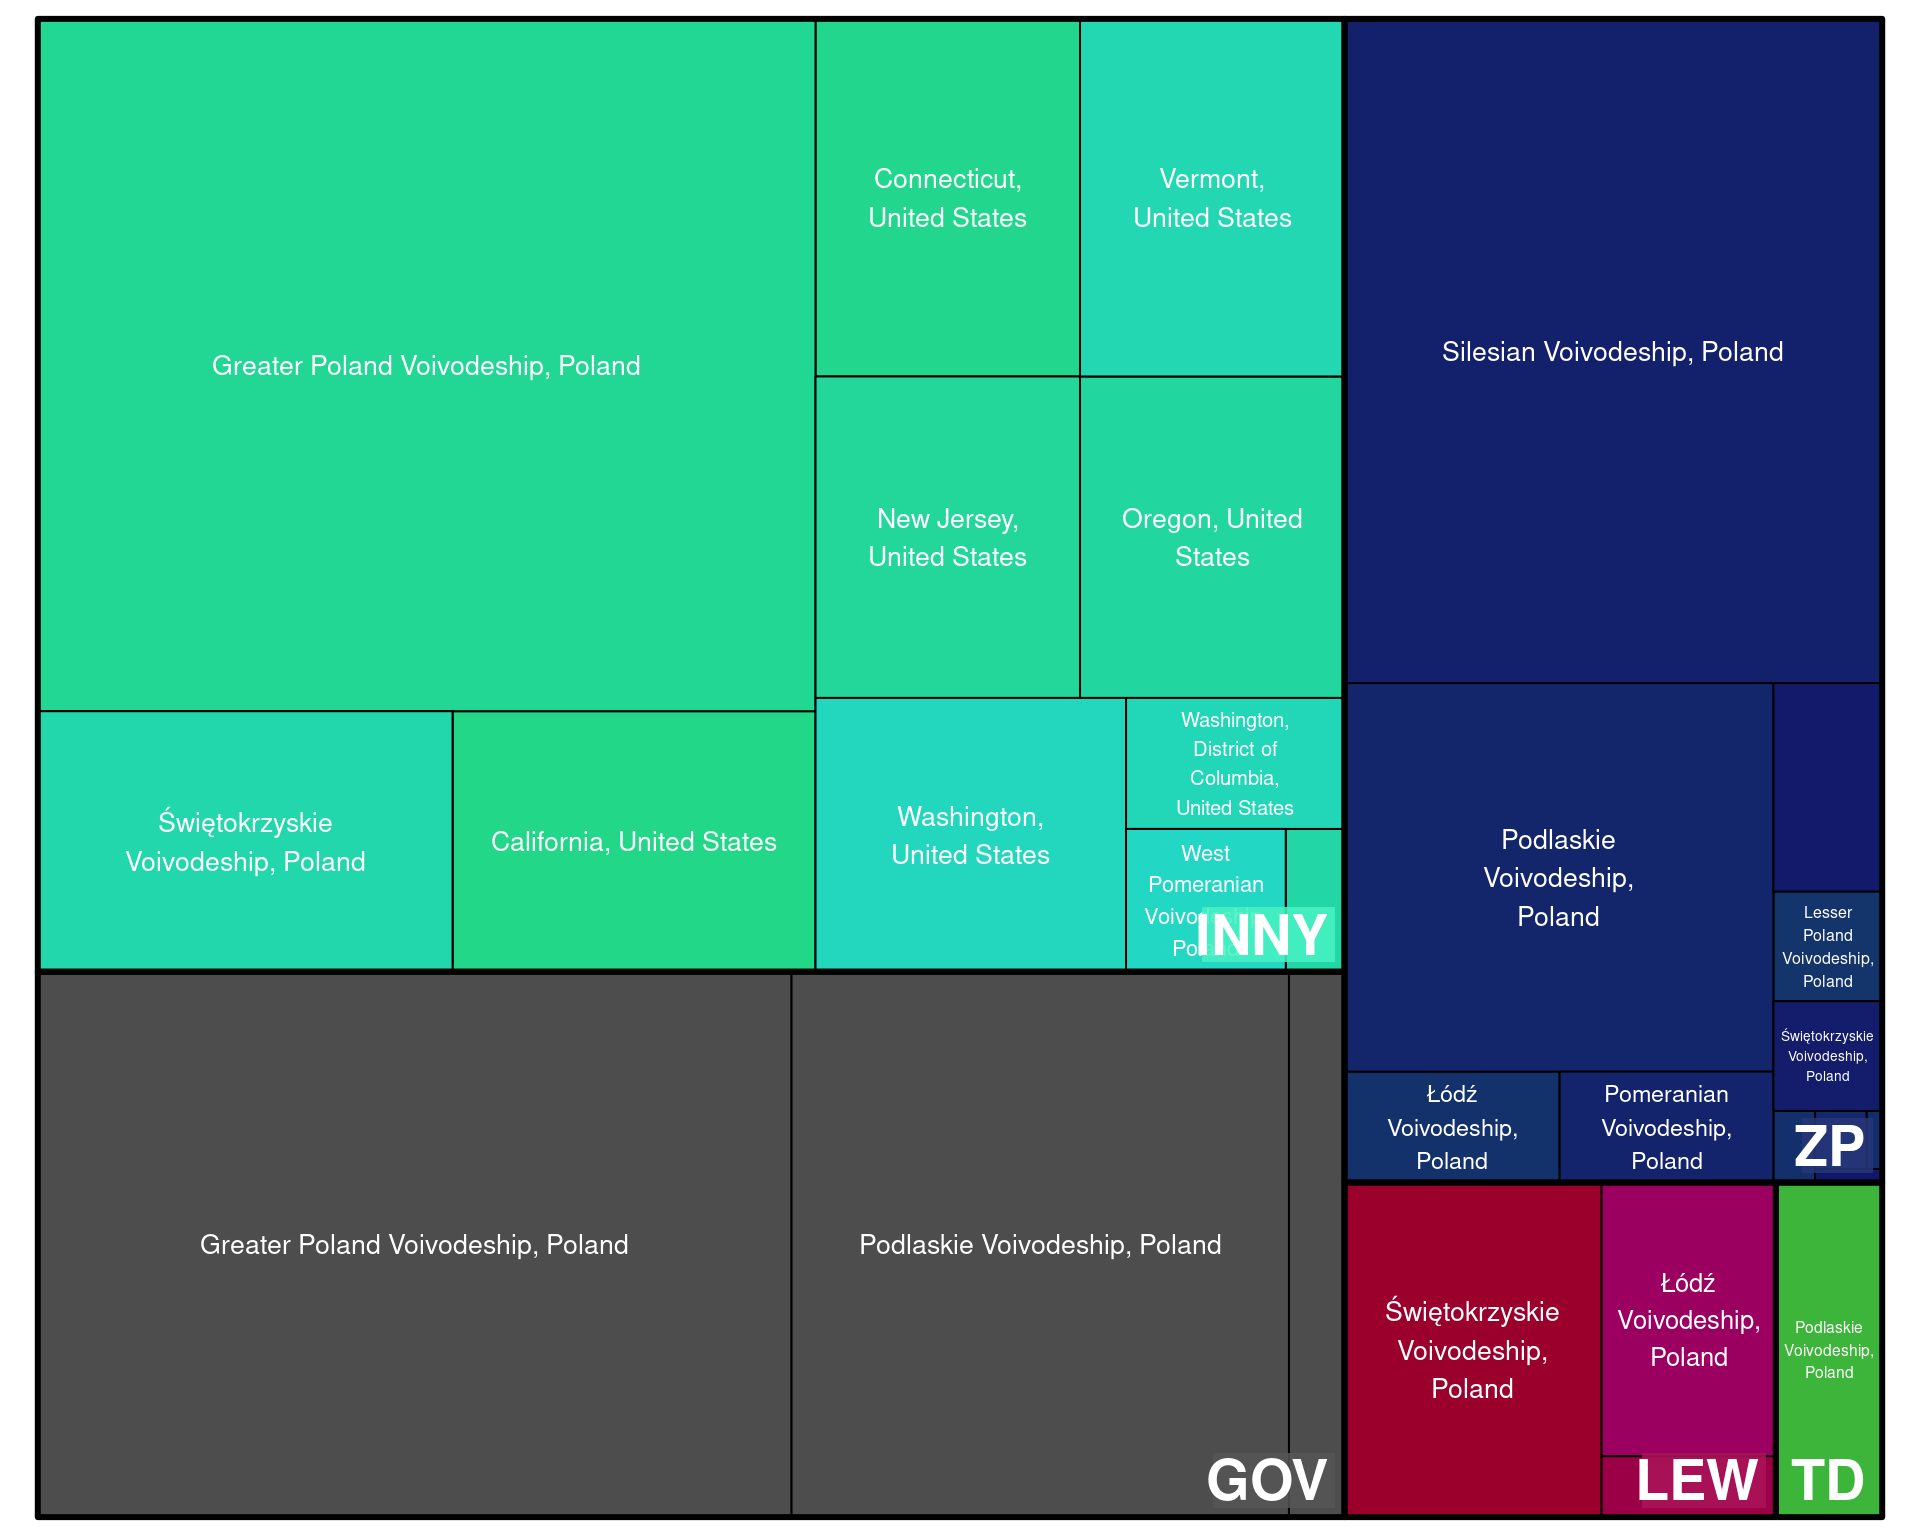 Greater Poland Voivodeship, Poland
Connecticut,
United States
Vermont,
United States
New Jersey,
United States
Oregon, United
States
Świętokrzyskie
Voivodeship, Poland
California, United States
Washington,
United States
Washington,
District of
Columbia,
United States
West
Pomeranian
INNY
Greater Poland Voivodeship, Poland
Podlaskie Voivodeship, Poland
GOV
Silesian Voivodeship, Poland
Podlaskie
Voivodeship,
Poland
Łódź
Voivodeship,
Poland
Pomeranian
Voivodeship,
Poland
Lesser
Poland
Voivodeship,
Poland
Świętokrzyskie
Voivodeship,
Poland
ZP
Świętokrzyskie
Voivodeship,
Poland
Łódź
Voivodeship,
Poland
LEW
Podlaskie
Voivodeship,
Poland
TD